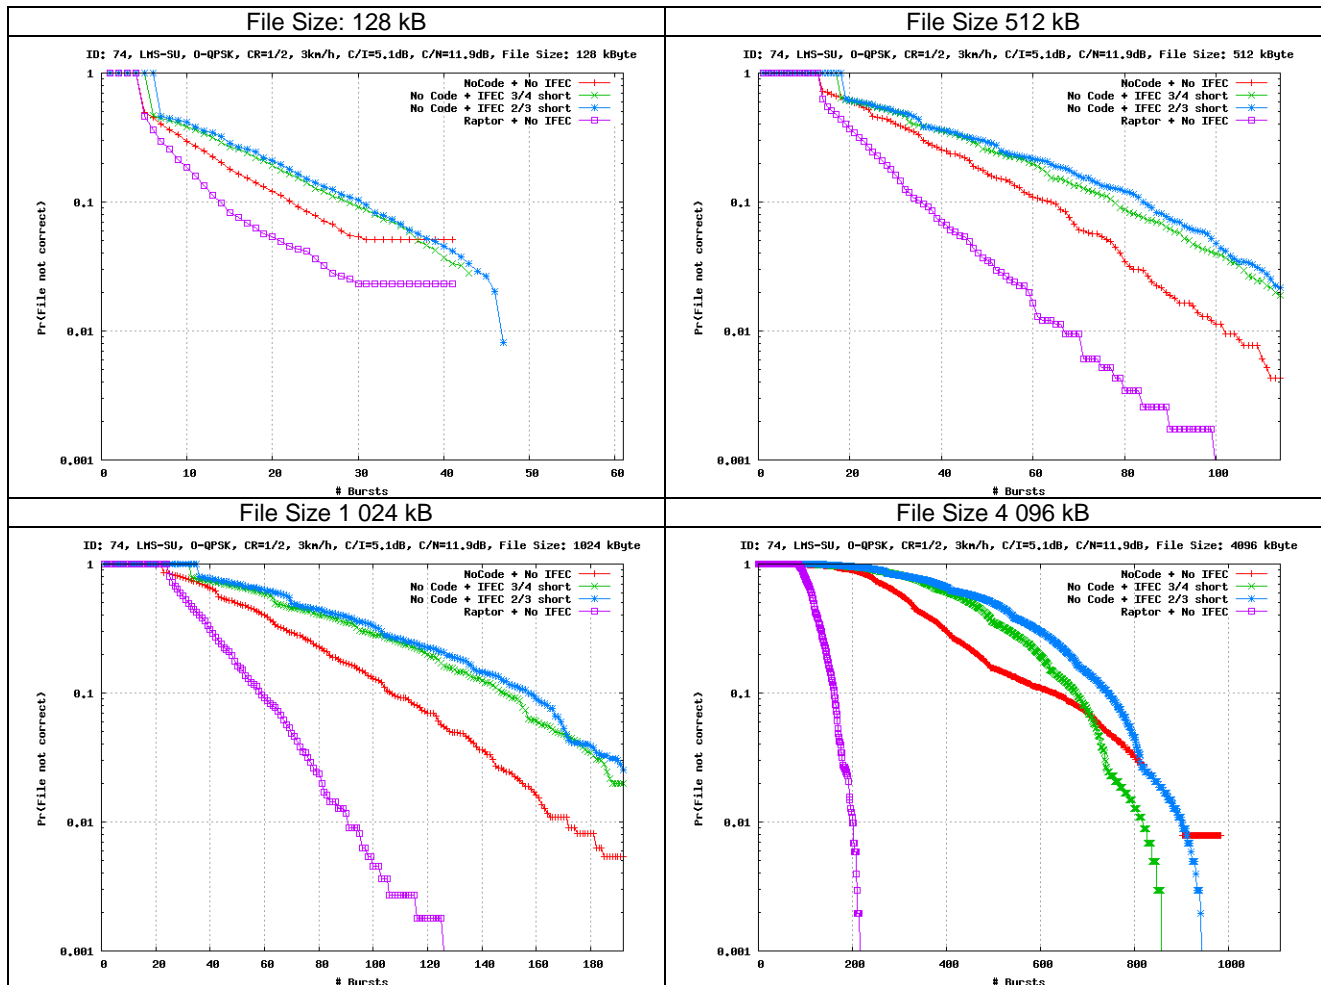 File Size: 128 kB
ID: 74, LMS-SU, O-QPSK, CR=1/2, 3km/h, C/I=5.1dB, C/N=11.9dB, File Size: 128 kByte
NoCode + No IFEC
No Code + IFEC 3/4 short
No Code + IFEC 2/3 short
Raptor + No IFEC
Pr(File not correct)
1
0.1
0.01
0.001
0 10 20 30 40 50 60
# Bursts
File Size 512 kB
ID: 74, LMS-SU, O-QPSK, CR=1/2, 3km/h, C/I=5.1dB, C/N=11.9dB, File Size: 512 kByte
NoCode + No IFEC
No Code + IFEC 3/4 short
No Code + IFEC 2/3 short
Raptor + No IFEC
Pr(File not correct)
1
0.1
0.01
0.001
0 20 40 60 80 100
# Bursts
File Size 1 024 kB
ID: 74, LMS-SU, O-QPSK, CR=1/2, 3km/h, C/I=5.1dB, C/N=11.9dB, File Size: 1024 kByte
NoCode + No IFEC
No Code + IFEC 3/4 short
No Code + IFEC 2/3 short
Raptor + No IFEC
Pr(File not correct)
1
0.1
0.01
0.001
0 20 40 60 80 100 120 140 160 180
# Bursts
File Size 4 096 kB
ID: 74, LMS-SU, O-QPSK, CR=1/2, 3km/h, C/I=5.1dB, C/N=11.9dB, File Size: 4096 kByte
NoCode + No IFEC
No Code + IFEC 3/4 short
No Code + IFEC 2/3 short
Raptor + No IFEC
Pr(File not correct)
1
0.1
0.01
0.001
0 200 400 600 800 1000
# Bursts